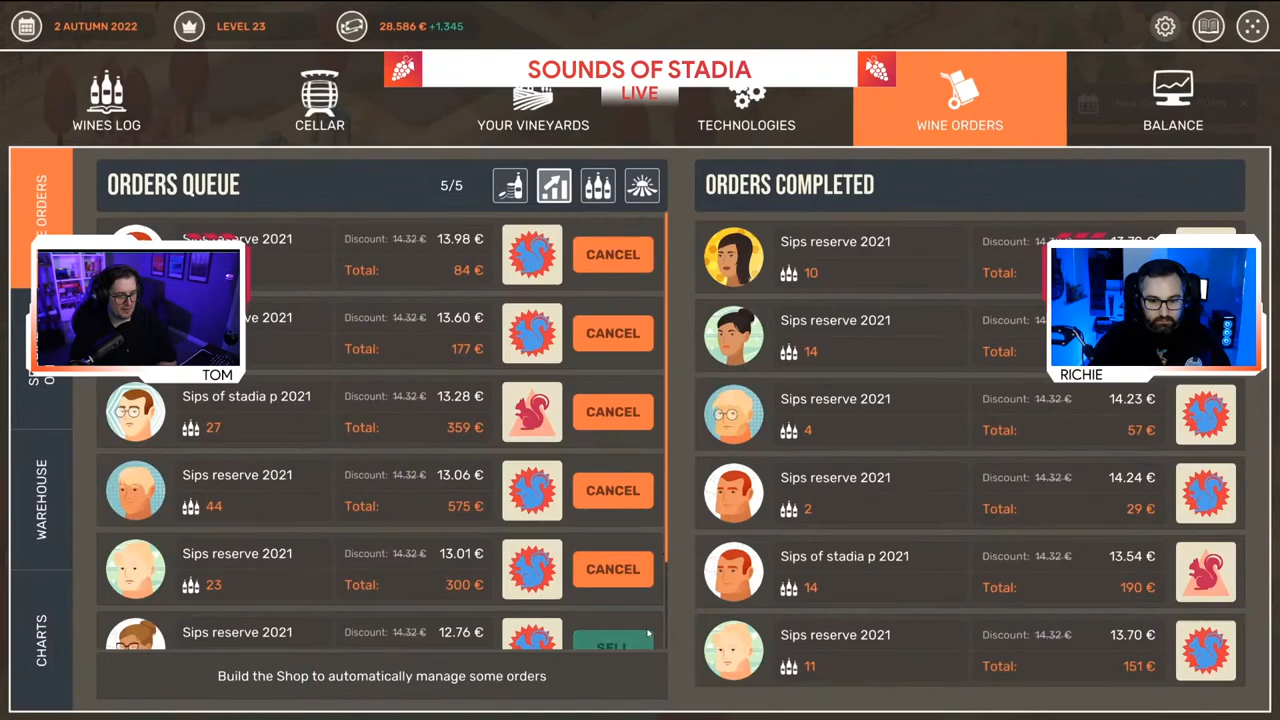 2 AUTUMN 2022
LEVEL 23
28,586 € +1,345
SOUNDS OF STADIA
LIVE
WINES LOG
CELLAR
YOUR VINEYARDS
TECHNOLOGIES
WINE ORDERS
BALANCE
ORDERS QUEUE
5/5
2021
Discount: 14.32 € 13.98 €
Total: 84 €
2021
Discount: 14.32 € 13.60 €
Total: 177 €
Sips of stadia p 2021
27
Discount: 14.32 € 13.28 €
Total: 359 €
Sips reserve 2021
44
Discount: 14.32 € 13.06 €
Total: 575 €
Sips reserve 2021
23
Discount: 14.32 € 13.01 €
Total: 300 €
Sips reserve 2021
Discount: 14.32 € 12.76 €
CANCEL
CANCEL
CANCEL
CANCEL
CANCEL
SELL
Build the Shop to automatically manage some orders
ORDERS COMPLETED
Sips reserve 2021
10
Discount:
Total:
Sips reserve 2021
14
Discount:
Total:
Sips reserve 2021
4
Discount: 14.32 € 14.23 €
Total: 57 €
Sips reserve 2021
2
Discount: 14.32 € 14.24 €
Total: 29 €
Sips of stadia p 2021
14
Discount: 14.32 € 13.54 €
Total: 190 €
Sips reserve 2021
11
Discount: 14.32 € 13.70 €
Total: 151 €
ORDERS
WAREHOUSE
CHARTS
TOM
RICHIE